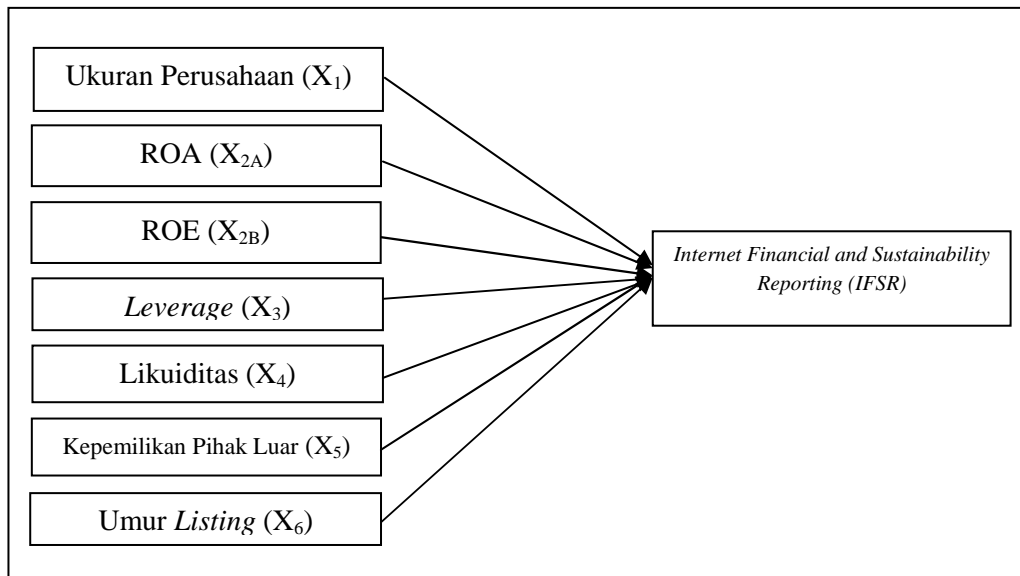 Ukuran Perusahaan (X₁)
ROA (X₂A)
ROE (X₂B)
Leverage (X₃)
Likuiditas (X₄)
Kepemilikan Pihak Luar (X₅)
Umur Listing (X₆)
Internet Financial and Sustainability
Reporting (IFSR)